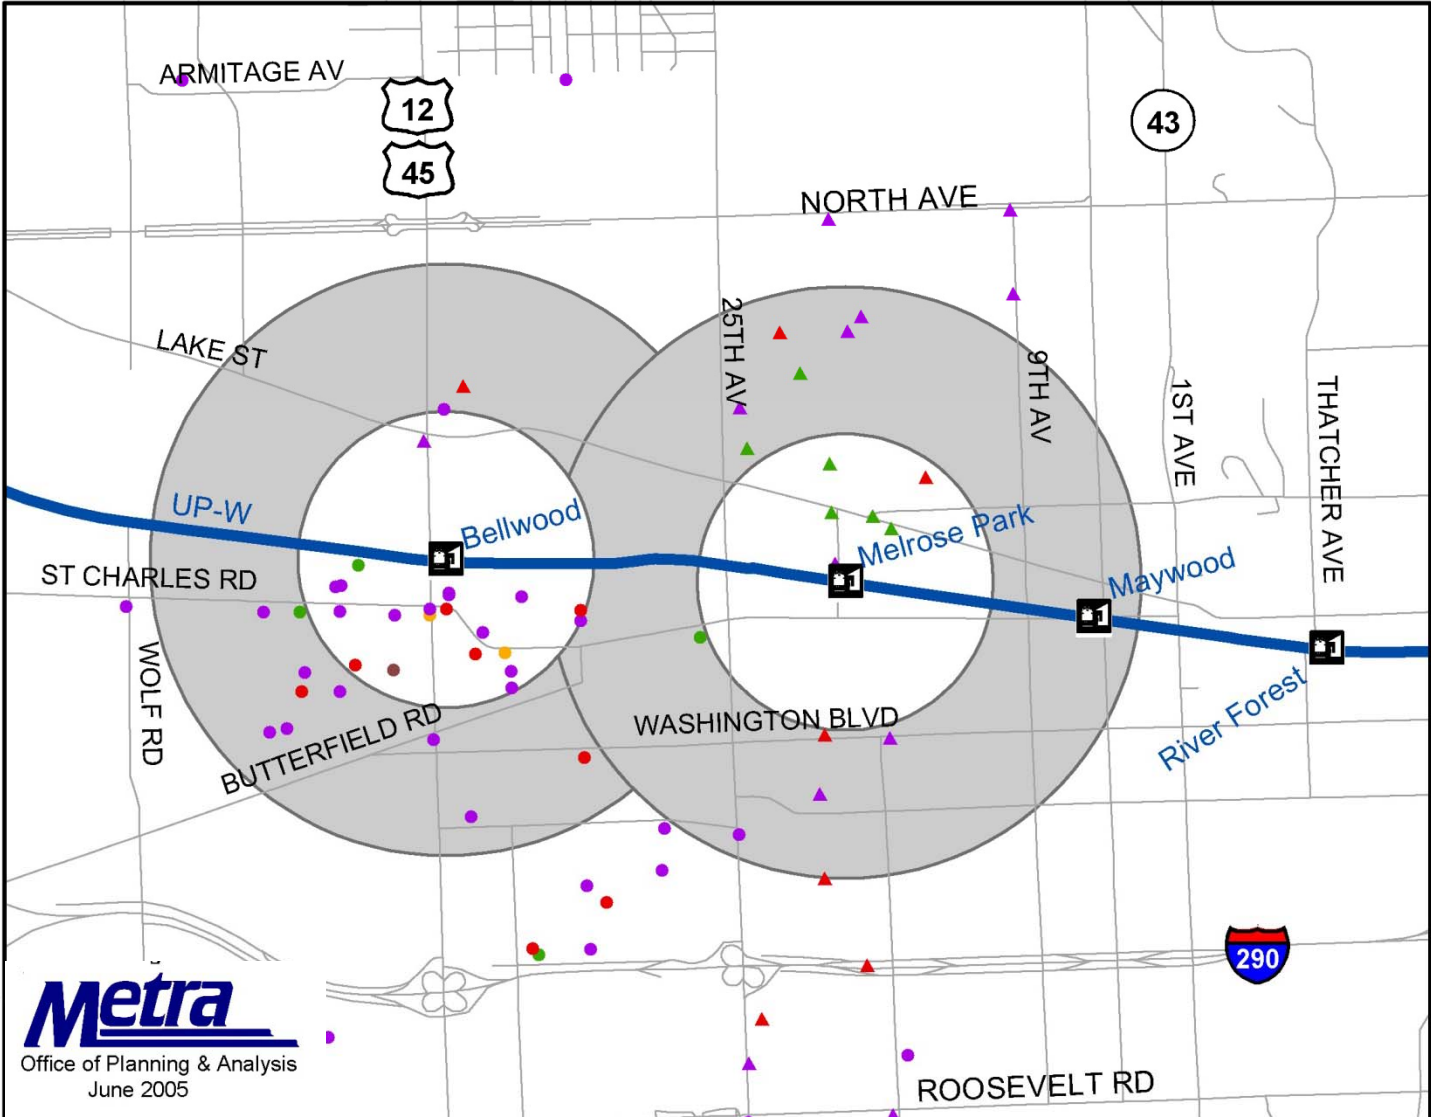 ARMITAGE AV
12
45
43
NORTH AVE
25TH AV
LAKE ST
9TH AV
1ST AVE
THATCHER AVE
UP-W
Bellwood
Melrose Park
Maywood
ST CHARLES RD
River Forest
WOLF RD
WASHINGTON BLVD
BUTTERFIELD RD
290
Metra
Office of Planning & Analysis
June 2005
ROOSEVELT RD